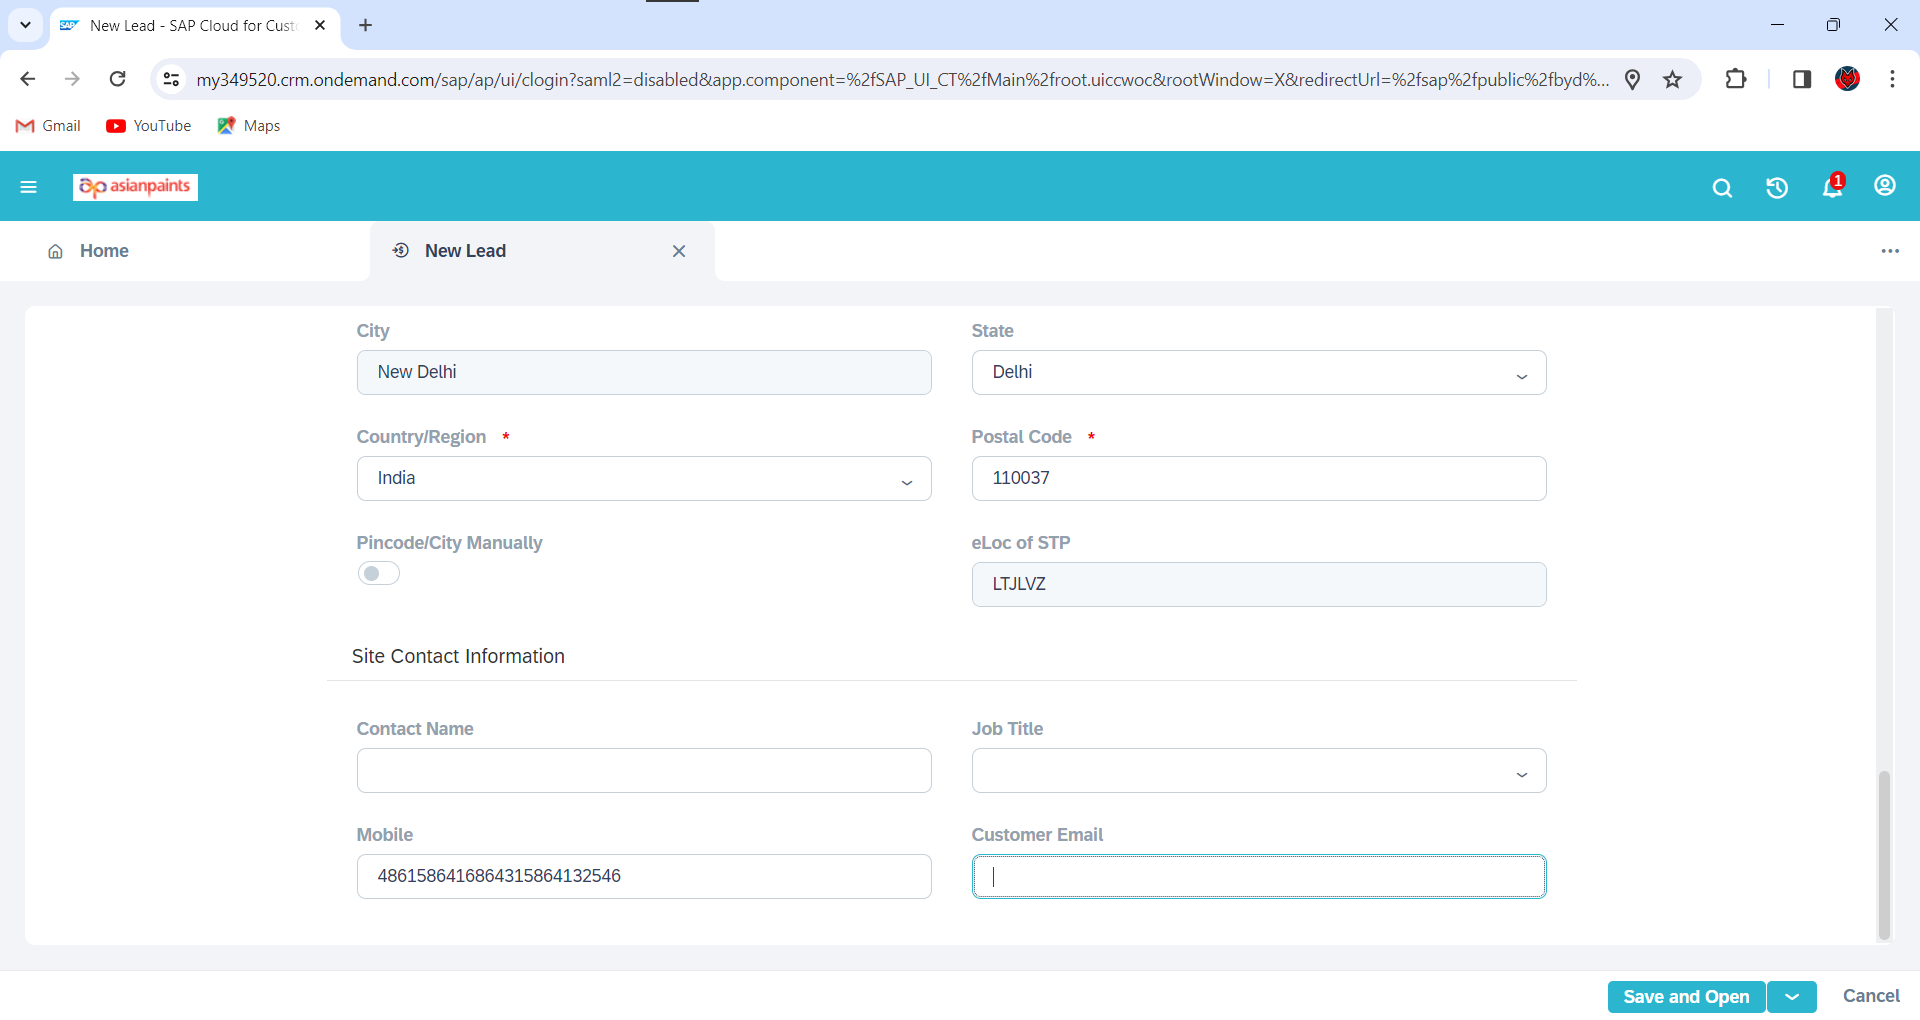 New Lead - SAP Cloud for Cust
my349520.crm.ondemand.com/sap/ap/ui/clogin?saml2=disabled&app.component=%2fSAP_UI_CT%2fMain%2froot.uiccwoc&rootWindow=X&redirectUrl=%2fsap%2fpublic%2fbyd%...
Gmail YouTube Maps
asianpaints
1
Home New Lead
City State
New Delhi Delhi
Country/Region * Postal Code *
India 110037
Pincode/City Manually eLoc of STP
LTJLVZ
Site Contact Information
Contact Name Job Title
Mobile Customer Email
4861586416864315864132546
Save and Open Cancel